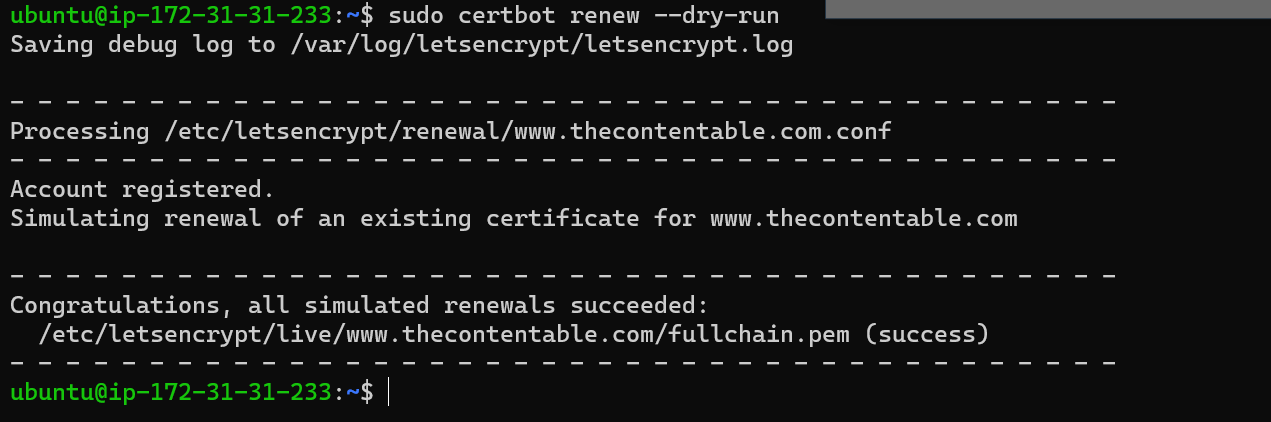 ubuntu@ip-172-31-31-233:~$ sudo certbot renew --dry-run
Saving debug log to /var/log/letsencrypt/letsencrypt.log
- - - - - - - - - - - - - - - - - - - - - - - - - - - - - - - - - - - - - - - -
Processing /etc/letsencrypt/renewal/www.thecontentable.com.conf
- - - - - - - - - - - - - - - - - - - - - - - - - - - - - - - - - - - - - - - -
Account registered.
Simulating renewal of an existing certificate for www.thecontentable.com
- - - - - - - - - - - - - - - - - - - - - - - - - - - - - - - - - - - - - - - -
Congratulations, all simulated renewals succeeded:
  /etc/letsencrypt/live/www.thecontentable.com/fullchain.pem (success)
- - - - - - - - - - - - - - - - - - - - - - - - - - - - - - - - - - - - - - - -
ubuntu@ip-172-31-31-233:~$